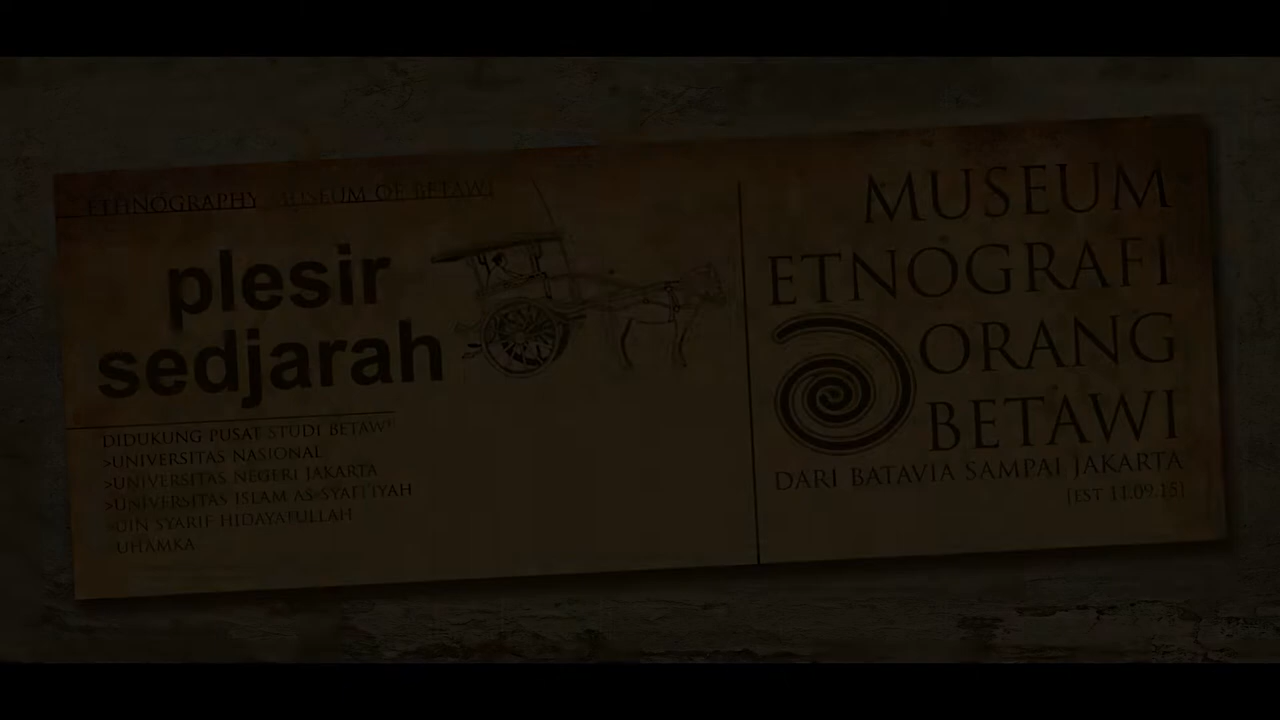 ETHNOGRAPHY MUSEUM OF BETAWI
plesir
sedjarah
DIDUKUNG PUSAT STUDI BETAWI
>UNIVERSITAS NASIONAL
>UNIVERSITAS NEGERI JAKARTA
>UNIVERSITAS ISLAM AS-SYAFI'IYAH
>UIN SYARIF HIDAYATULLAH
UHAMKA
MUSEUM
ETNOGRAFI
ORANG
BETAWI
DARI BATAVIA SAMPAI JAKARTA
[EST 11.09.15]